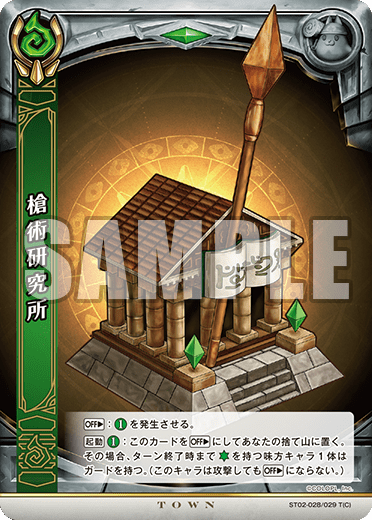 槍術研究所
SAMPLE
OFF▶：1を発生させる。
起動 1：このカードをOFF▶にしてあなたの捨て山に置く。
その場合、ターン終了時まで★を持つ味方キャラ1体は
ガードを持つ。（このキャラは攻撃してもOFF▶にならない。）
©COLOPL, Inc.
TOWN
ST02-028/029 T(C)